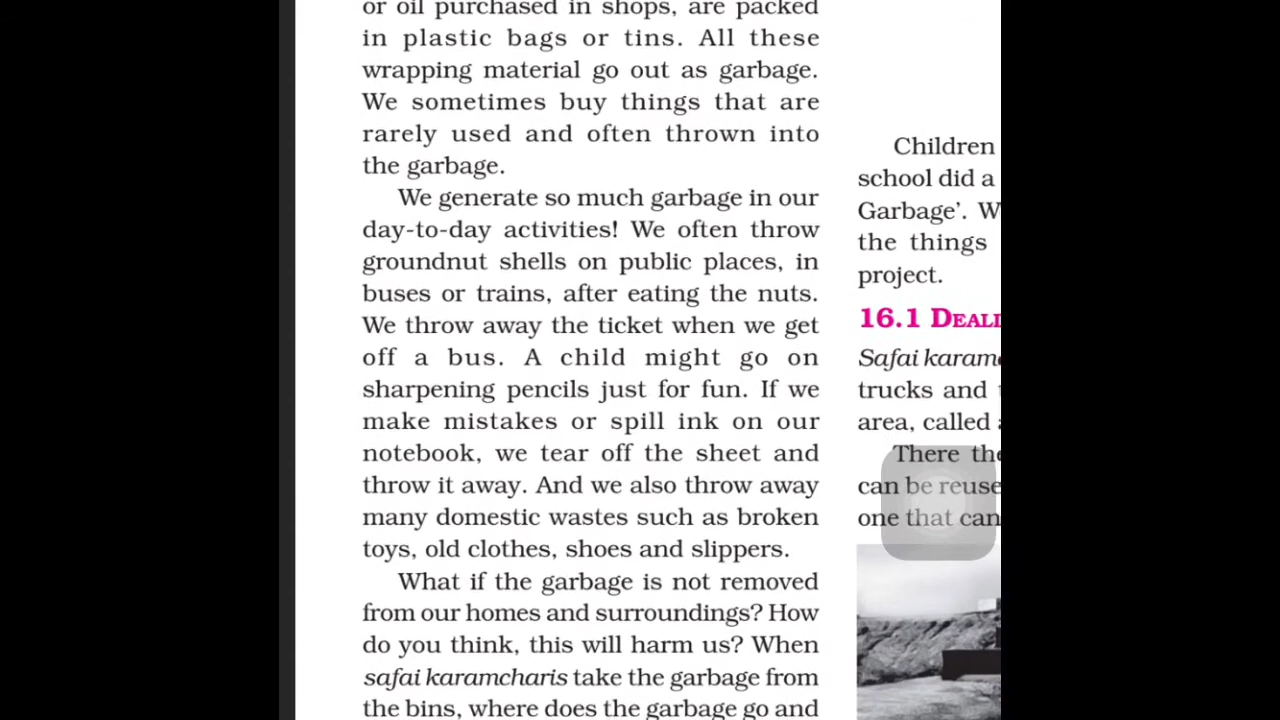 or oil purchased in shops, are packed
in plastic bags or tins. All these
wrapping material go out as garbage.
We sometimes buy things that are
rarely used and often thrown into
the garbage.
We generate so much garbage in our
day-to-day activities! We often throw
groundnut shells on public places, in
buses or trains, after eating the nuts.
We throw away the ticket when we get
off a bus. A child might go on
sharpening pencils just for fun. If we
make mistakes or spill ink on our
notebook, we tear off the sheet and
throw it away. And we also throw away
many domestic wastes such as broken
toys, old clothes, shoes and slippers.
What if the garbage is not removed
from our homes and surroundings? How
do you think, this will harm us? When
safai karamcharis take the garbage from
the bins, where does the garbage go and
Children
school did a
Garbage'. W
the things
project.
16.1 DEALI
Safai karamc
trucks and t
area, called a
There the
can be reuse
one that can